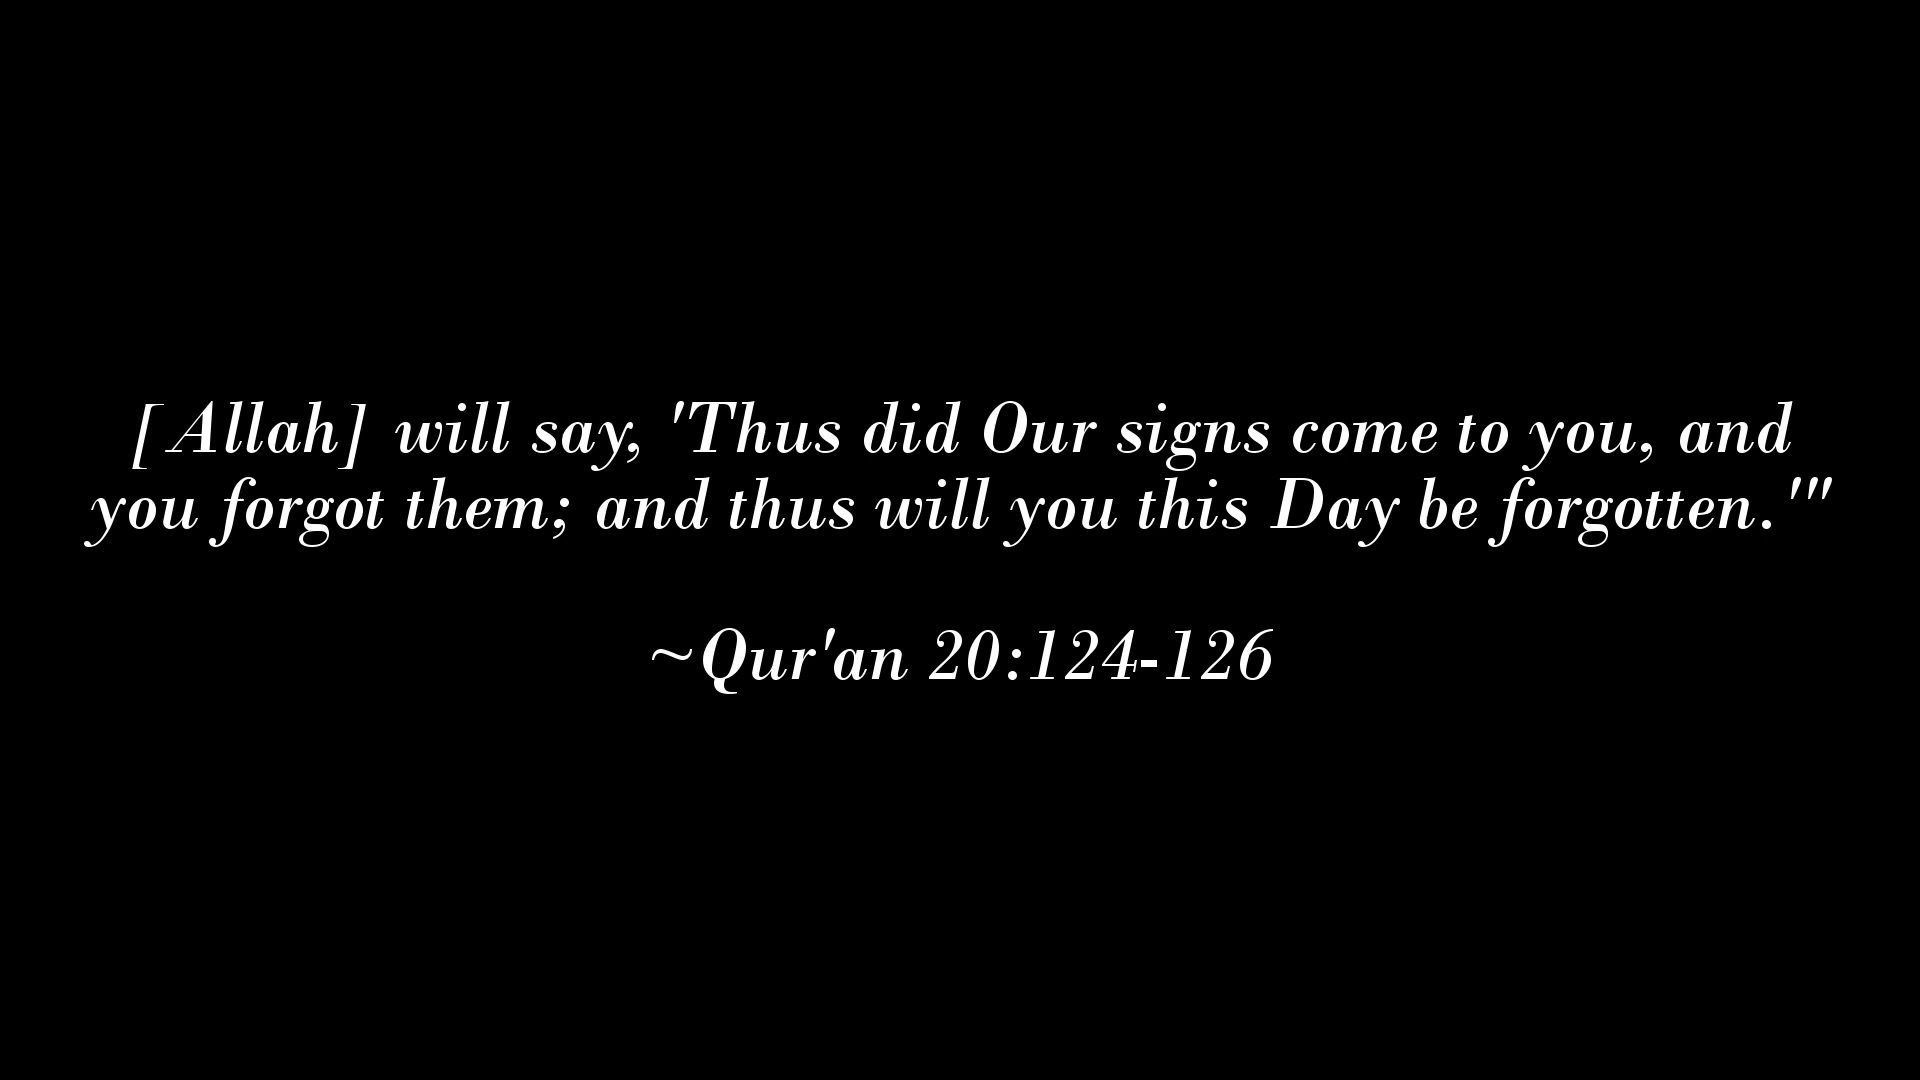 [Allah] will say, 'Thus did Our signs come to you, and
you forgot them; and thus will you this Day be forgotten.'"
~Qur'an 20:124-126